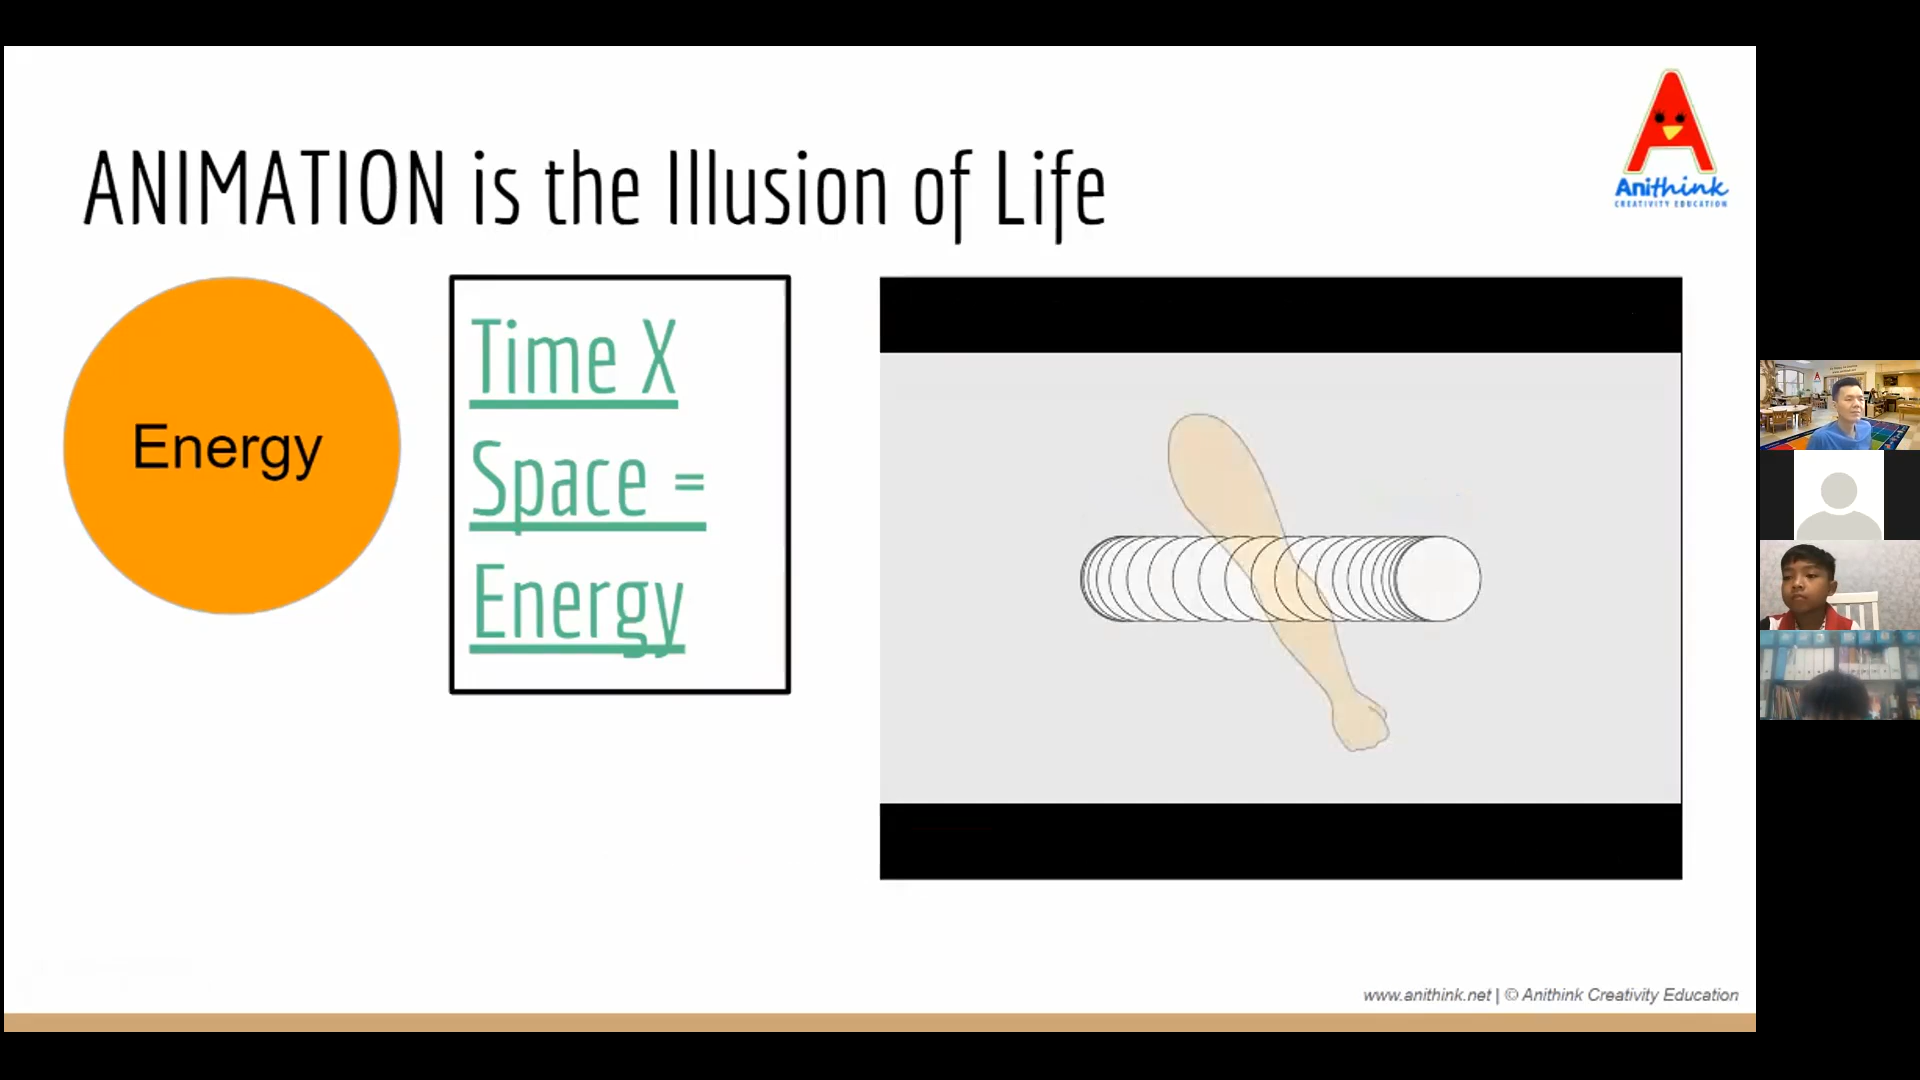 ANIMATION is the Illusion of Life
Anithink
CREATIVITY EDUCATION
Energy
Time X
Space =
Energy
www.anithink.net | © Anithink Creativity Education